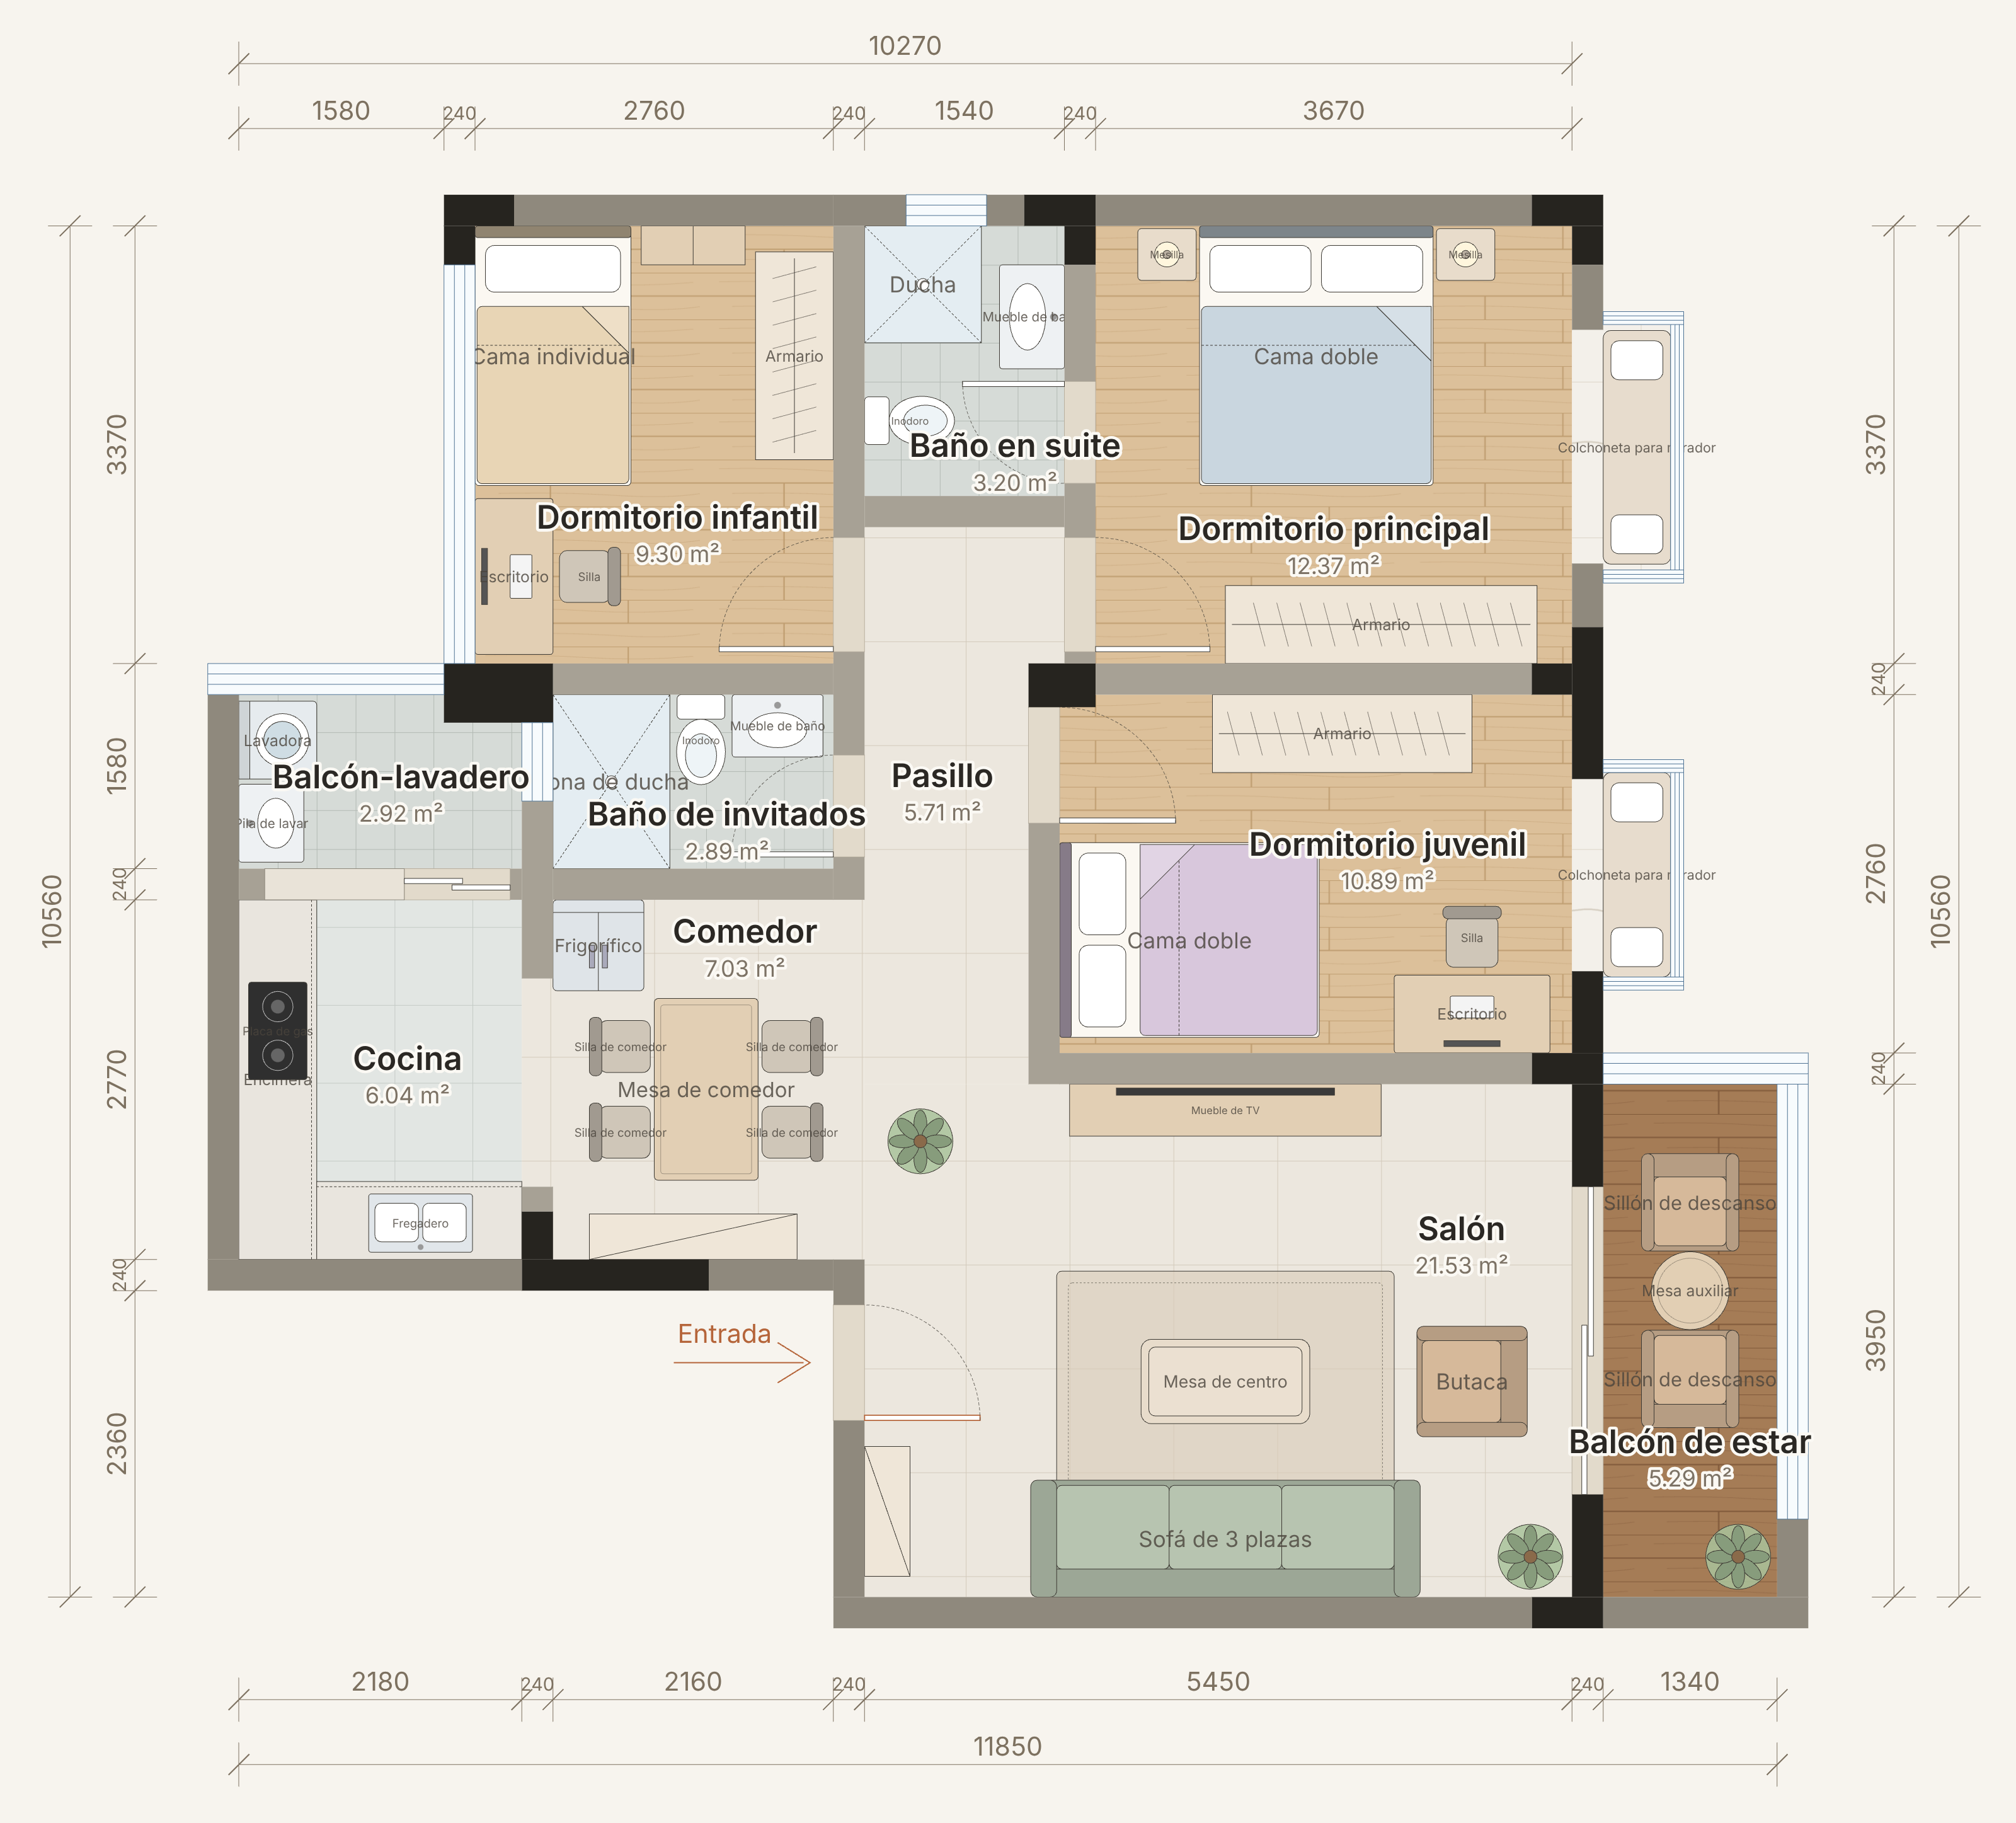 10270
1580
240
2760
240
1540
240
3670
Ducha
Mesilla
Mesilla
Mueble de ba
Cama individual
Armario
Cama doble
Inodoro
Baño en suite
3.20 m²
Colchoneta para
rador
Dormitorio infantil
9.30 m²
Dormitorio principal
12.37 m²
Escritorio
Silla
Armario
3370
3370
Lavadora
Balcón-lavadero
2.92 m²
Pila de lavar
Inodoro
Mueble de baño
ona de ducha
Baño de invitados
2.89 m²
Pasillo
5.71 m²
Armario
Dormitorio juvenil
10.89 m²
Colchoneta para
rador
240
1580
240
10560
2760
10560
Frigorífico
Comedor
7.03 m²
Cama doble
Silla
Escritorio
Placa de gas
Encimera
Cocina
6.04 m²
Silla de comedor
Silla de comedor
Mesa de comedor
Silla de comedor
Silla de comedor
Mueble de TV
240
2770
Fregadero
Salón
21.53 m²
Sillón de descanso
Mesa auxiliar
Sillón de descanso
240
3950
Entrada
Mesa de centro
Butaca
Balcón de estar
5.29 m²
2360
Sofá de 3 plazas
2180
240
2160
240
5450
240
1340
11850